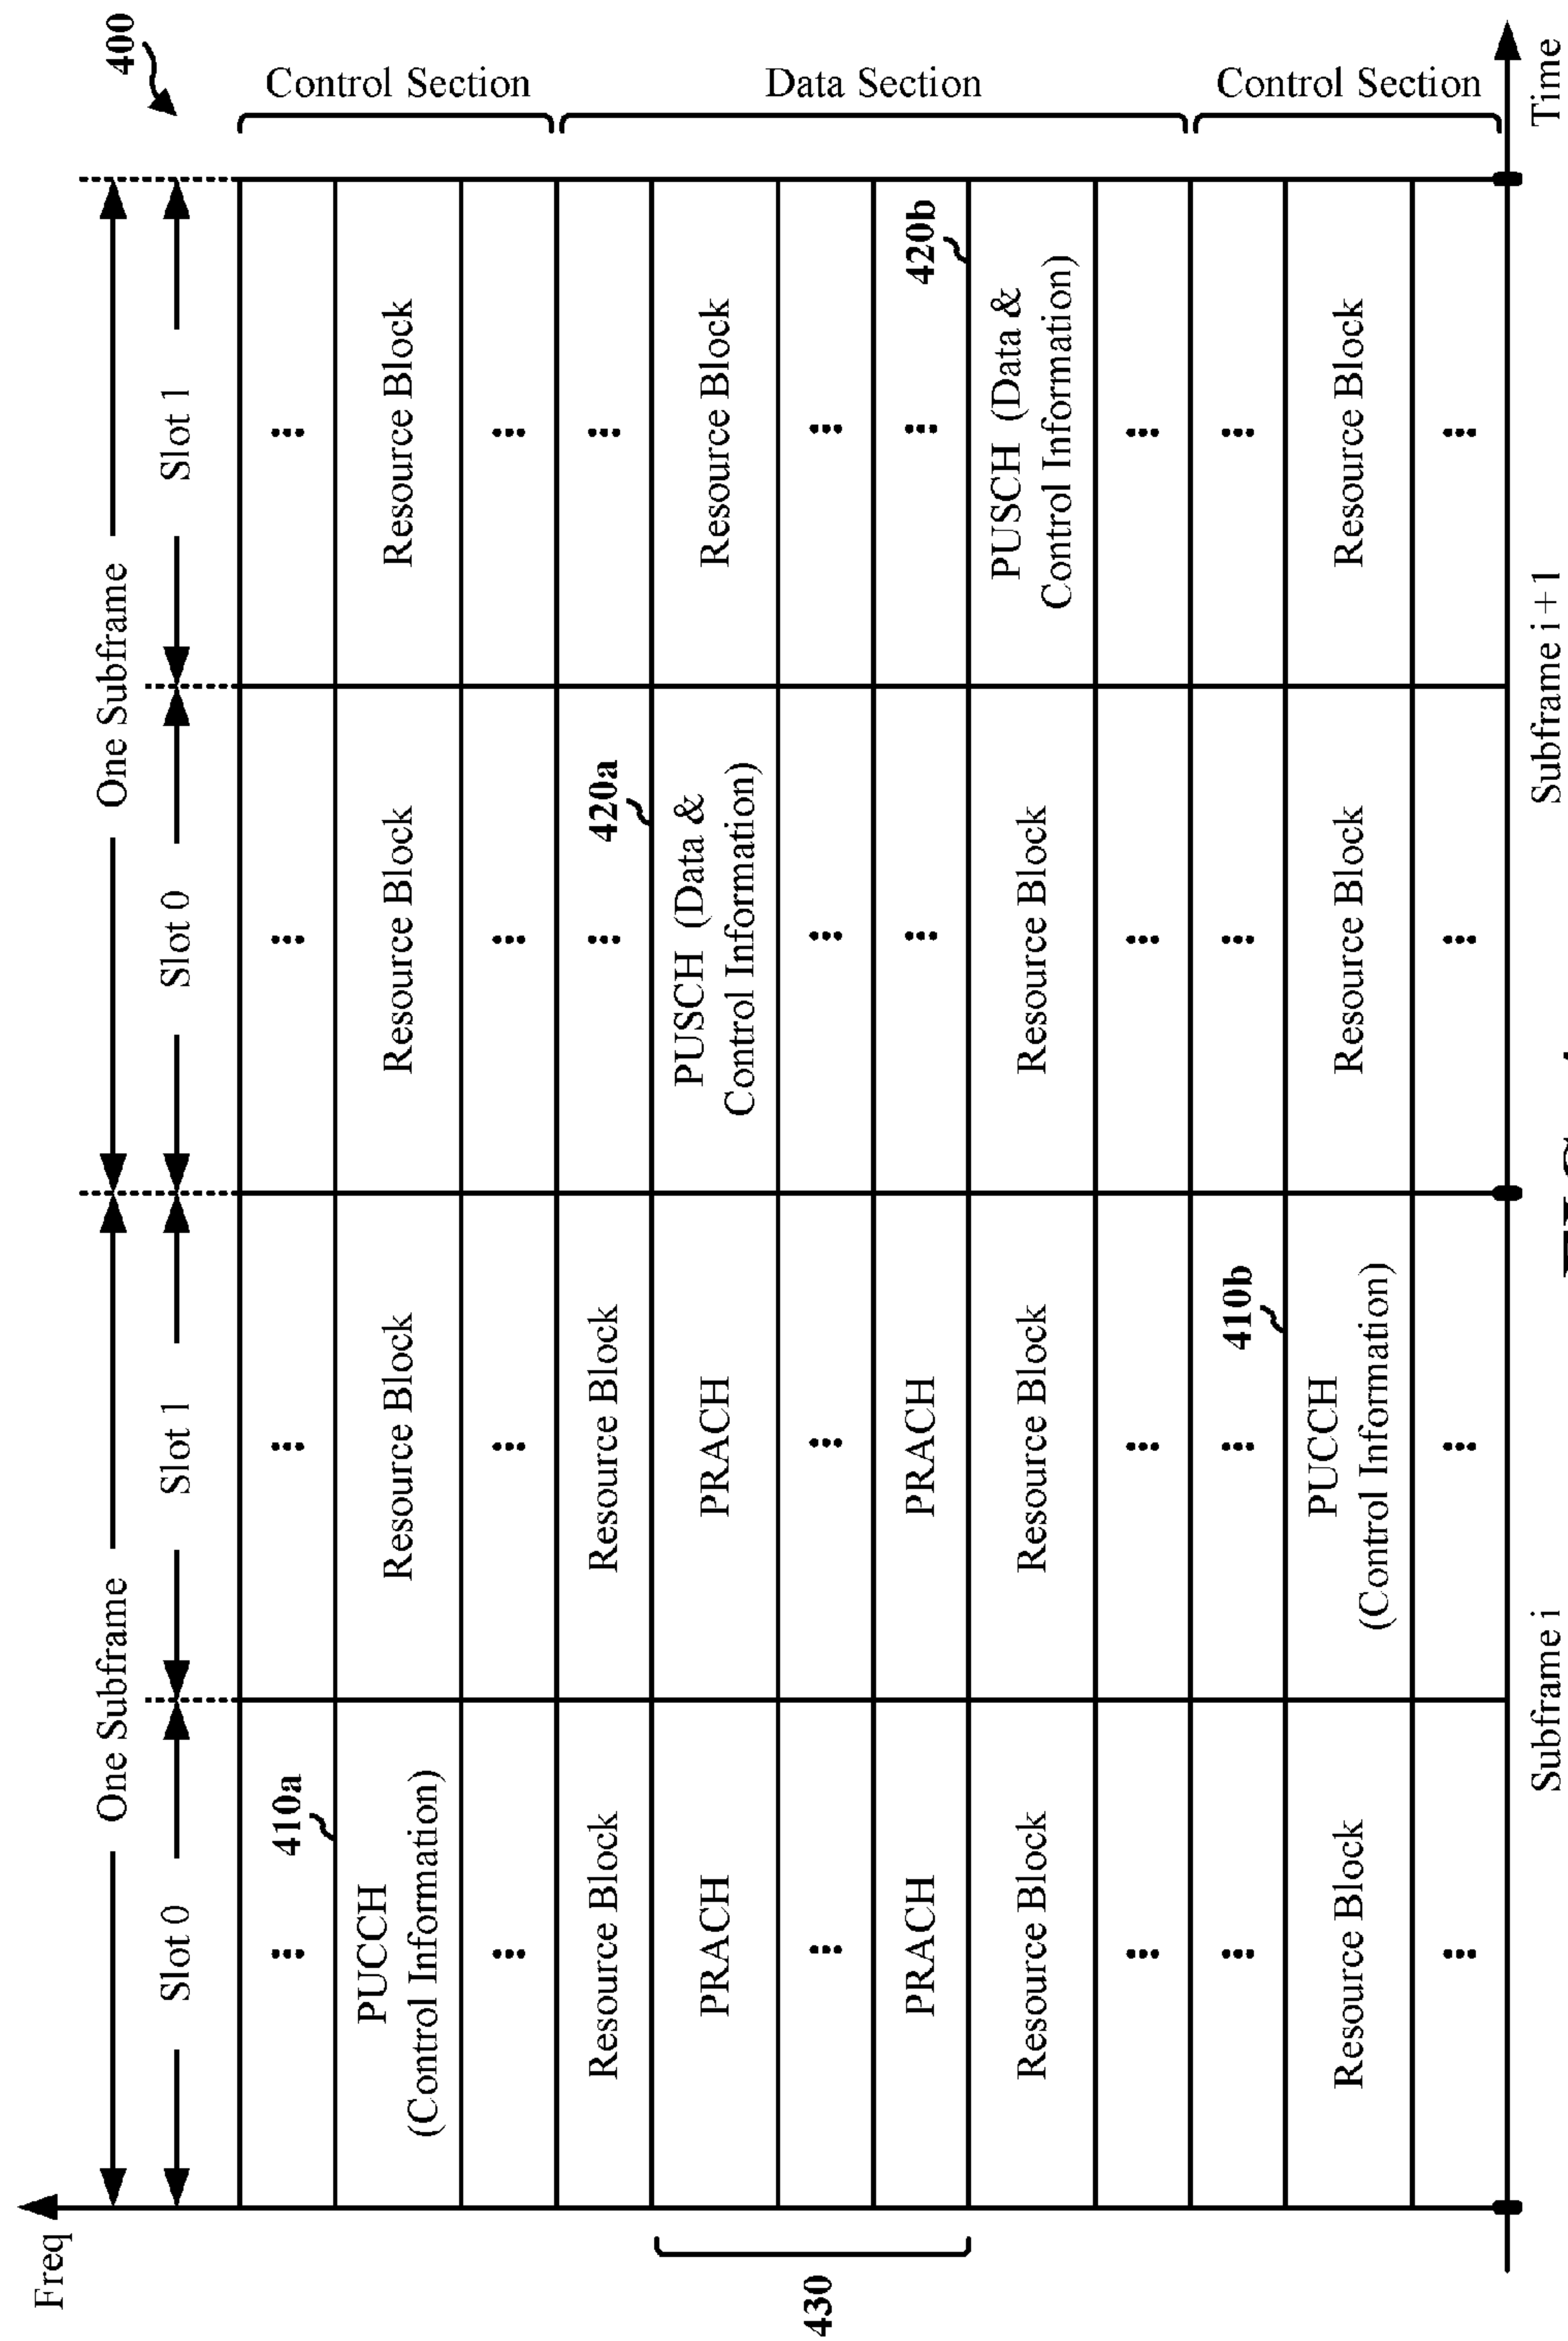 Freq
400
One Subframe
One Subframe
Slot 0
Slot 1
Slot 0
Slot 1
410a
PUCCH
(Control Information)
Resource Block
Resource Block
Resource Block
Control Section
420a
Resource Block
Resource Block
430
PRACH
PRACH
PUSCH (Data &
Control Information)
Resource Block
Data Section
PRACH
PRACH
420b
Resource Block
Resource Block
Resource Block
PUSCH (Data &
Control Information)
410b
Resource Block
PUCCH
(Control Information)
Resource Block
Resource Block
Control Section
Subframe i
Subframe i + 1
Time